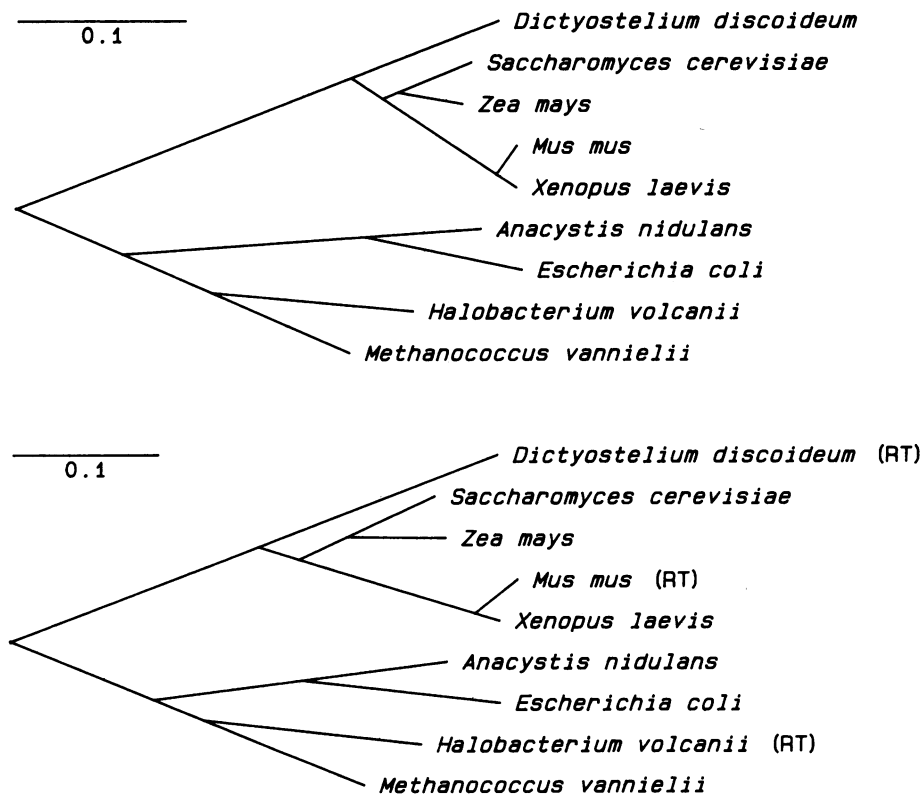 0.1
Dictyostelium discoideum
Saccharomyces cerevisiae
Zea mays
Mus mus
Xenopus laevis
Anacystis nidulans
Escherichia coli
Halobacterium volcanii
Methanococcus vannielii
0.1
Dictyostelium discoideum (RT)
Saccharomyces cerevisiae
Zea mays
Mus mus (RT)
Xenopus laevis
Anacystis nidulans
Escherichia coli
Halobacterium volcanii (RT)
Methanococcus vannielii